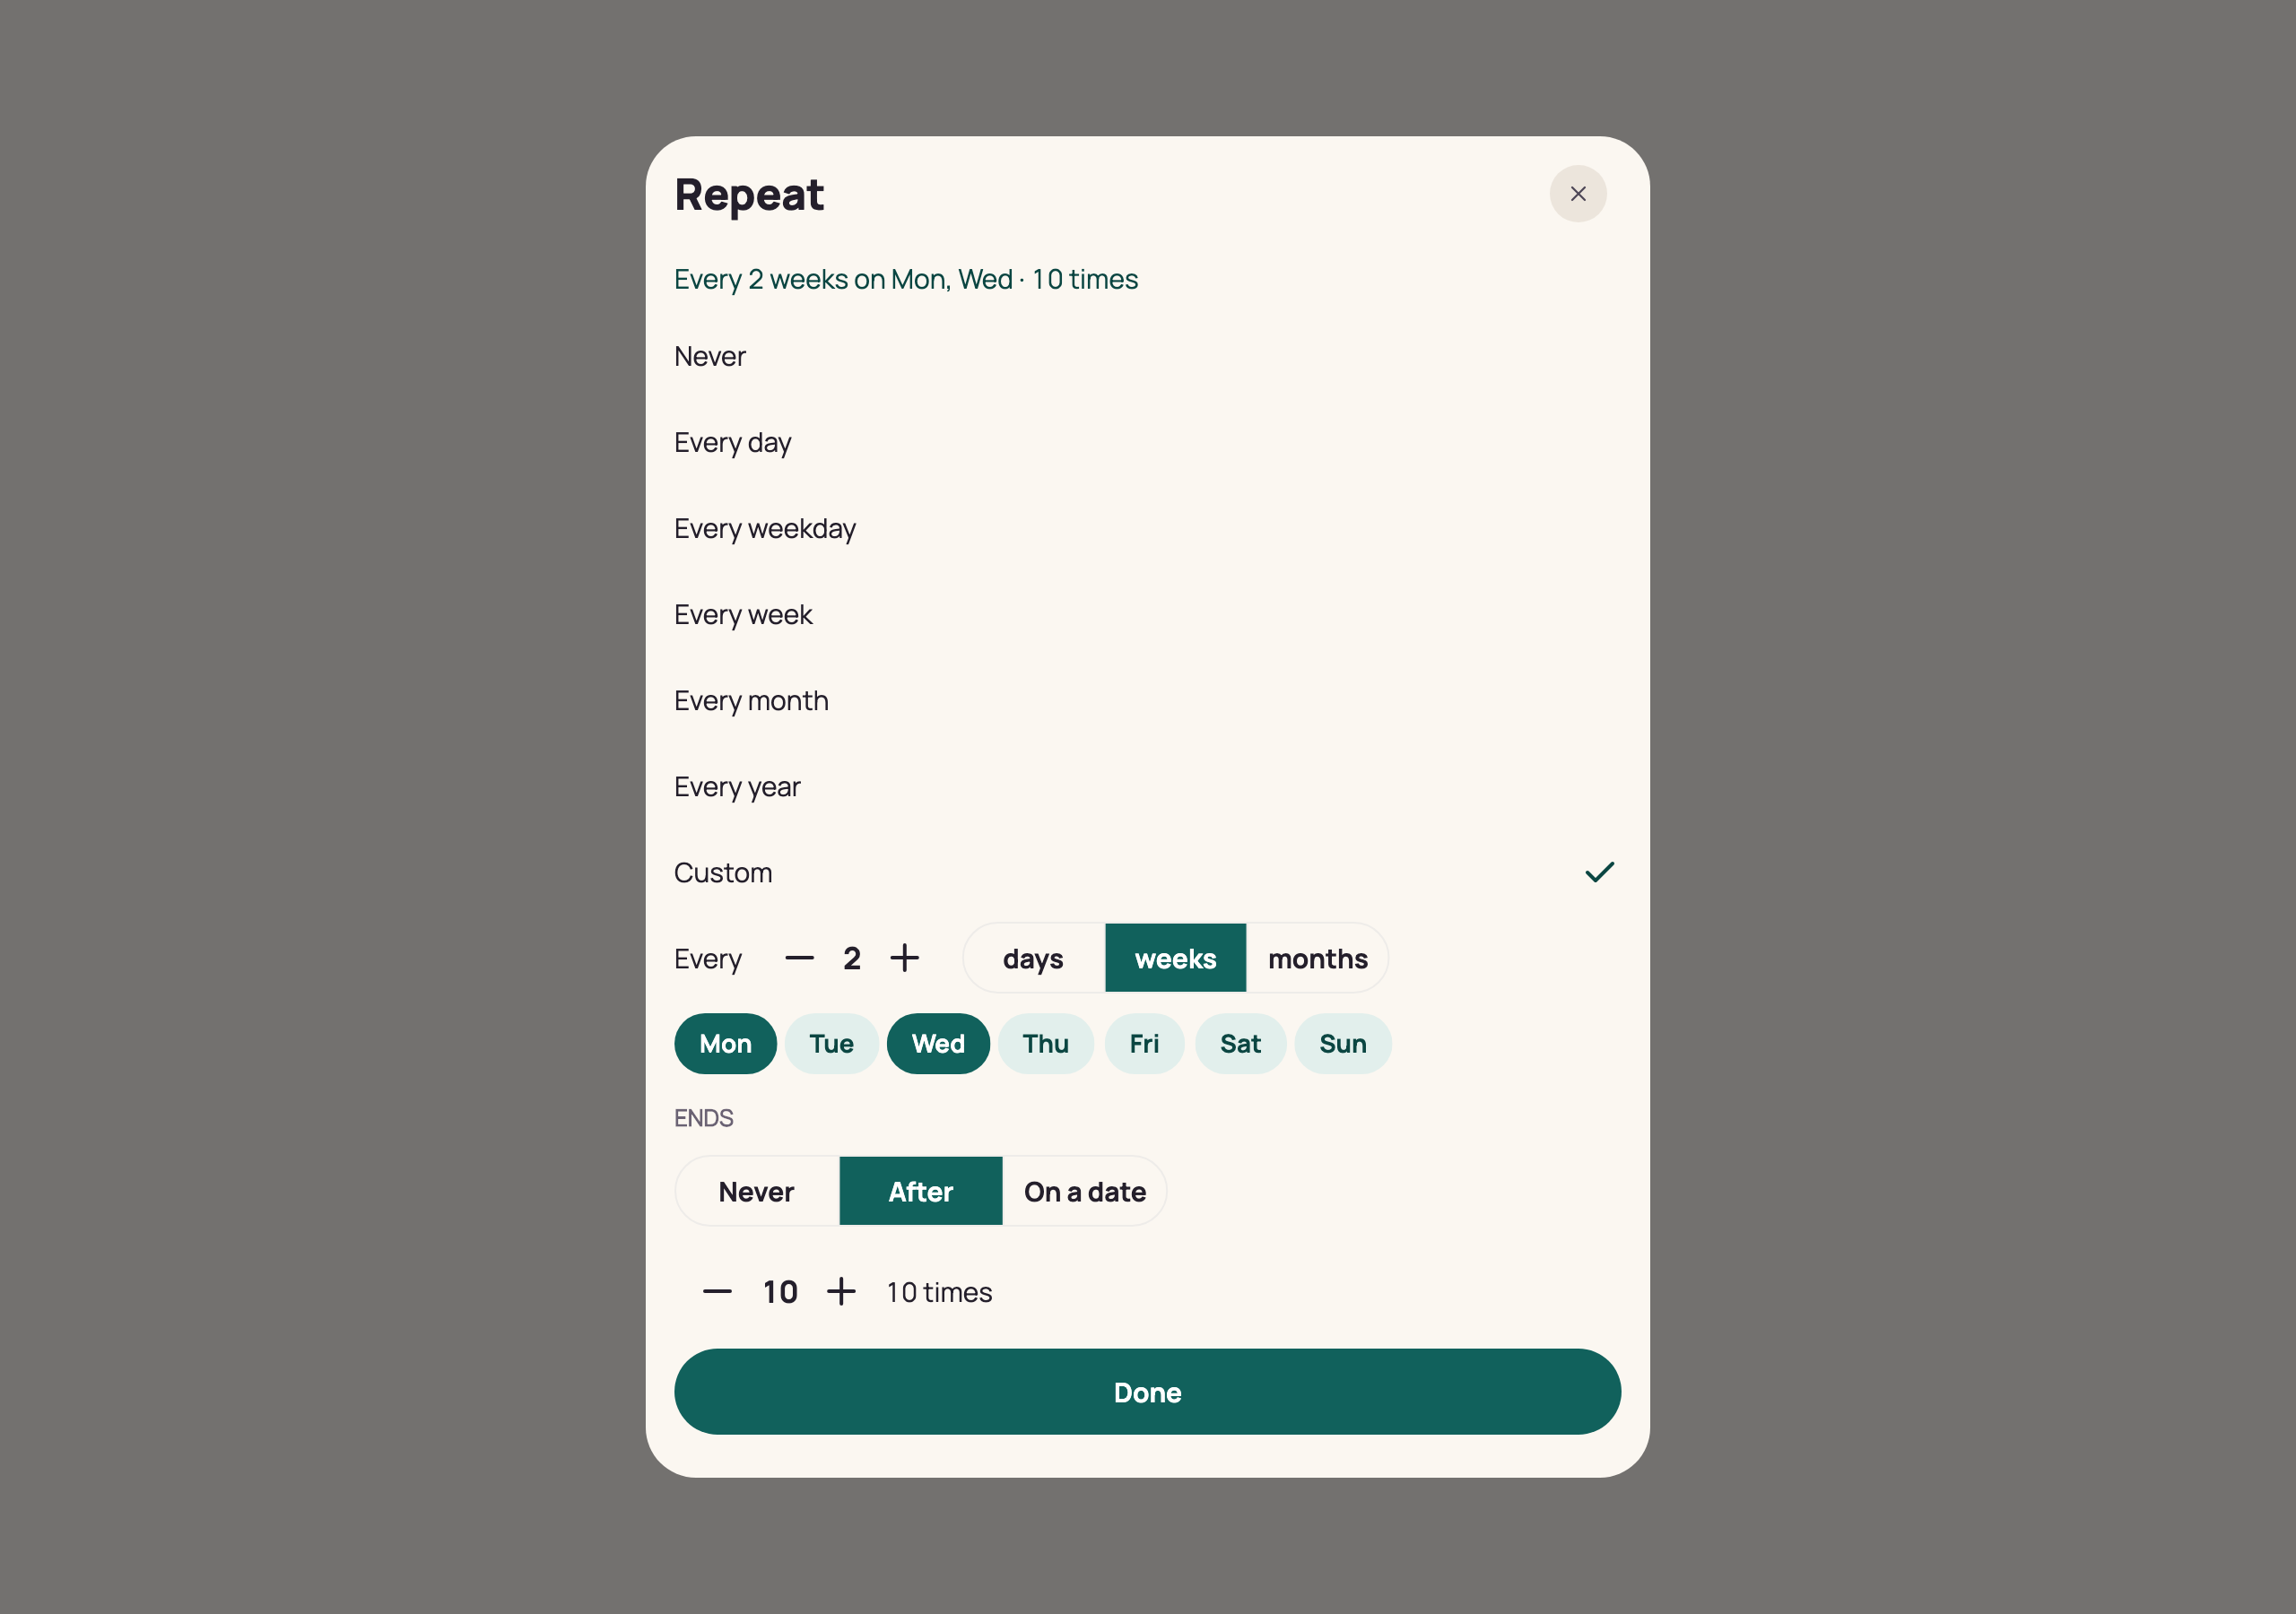 Repeat
Every 2 weeks on Mon, Wed · 10 times
Never
Every day
Every weekday
Every week
Every month
Every year
Custom
Every 2 days weeks months
Mon Tue Wed Thu Fri Sat Sun
ENDS
Never After On a date
10 10 times
Done